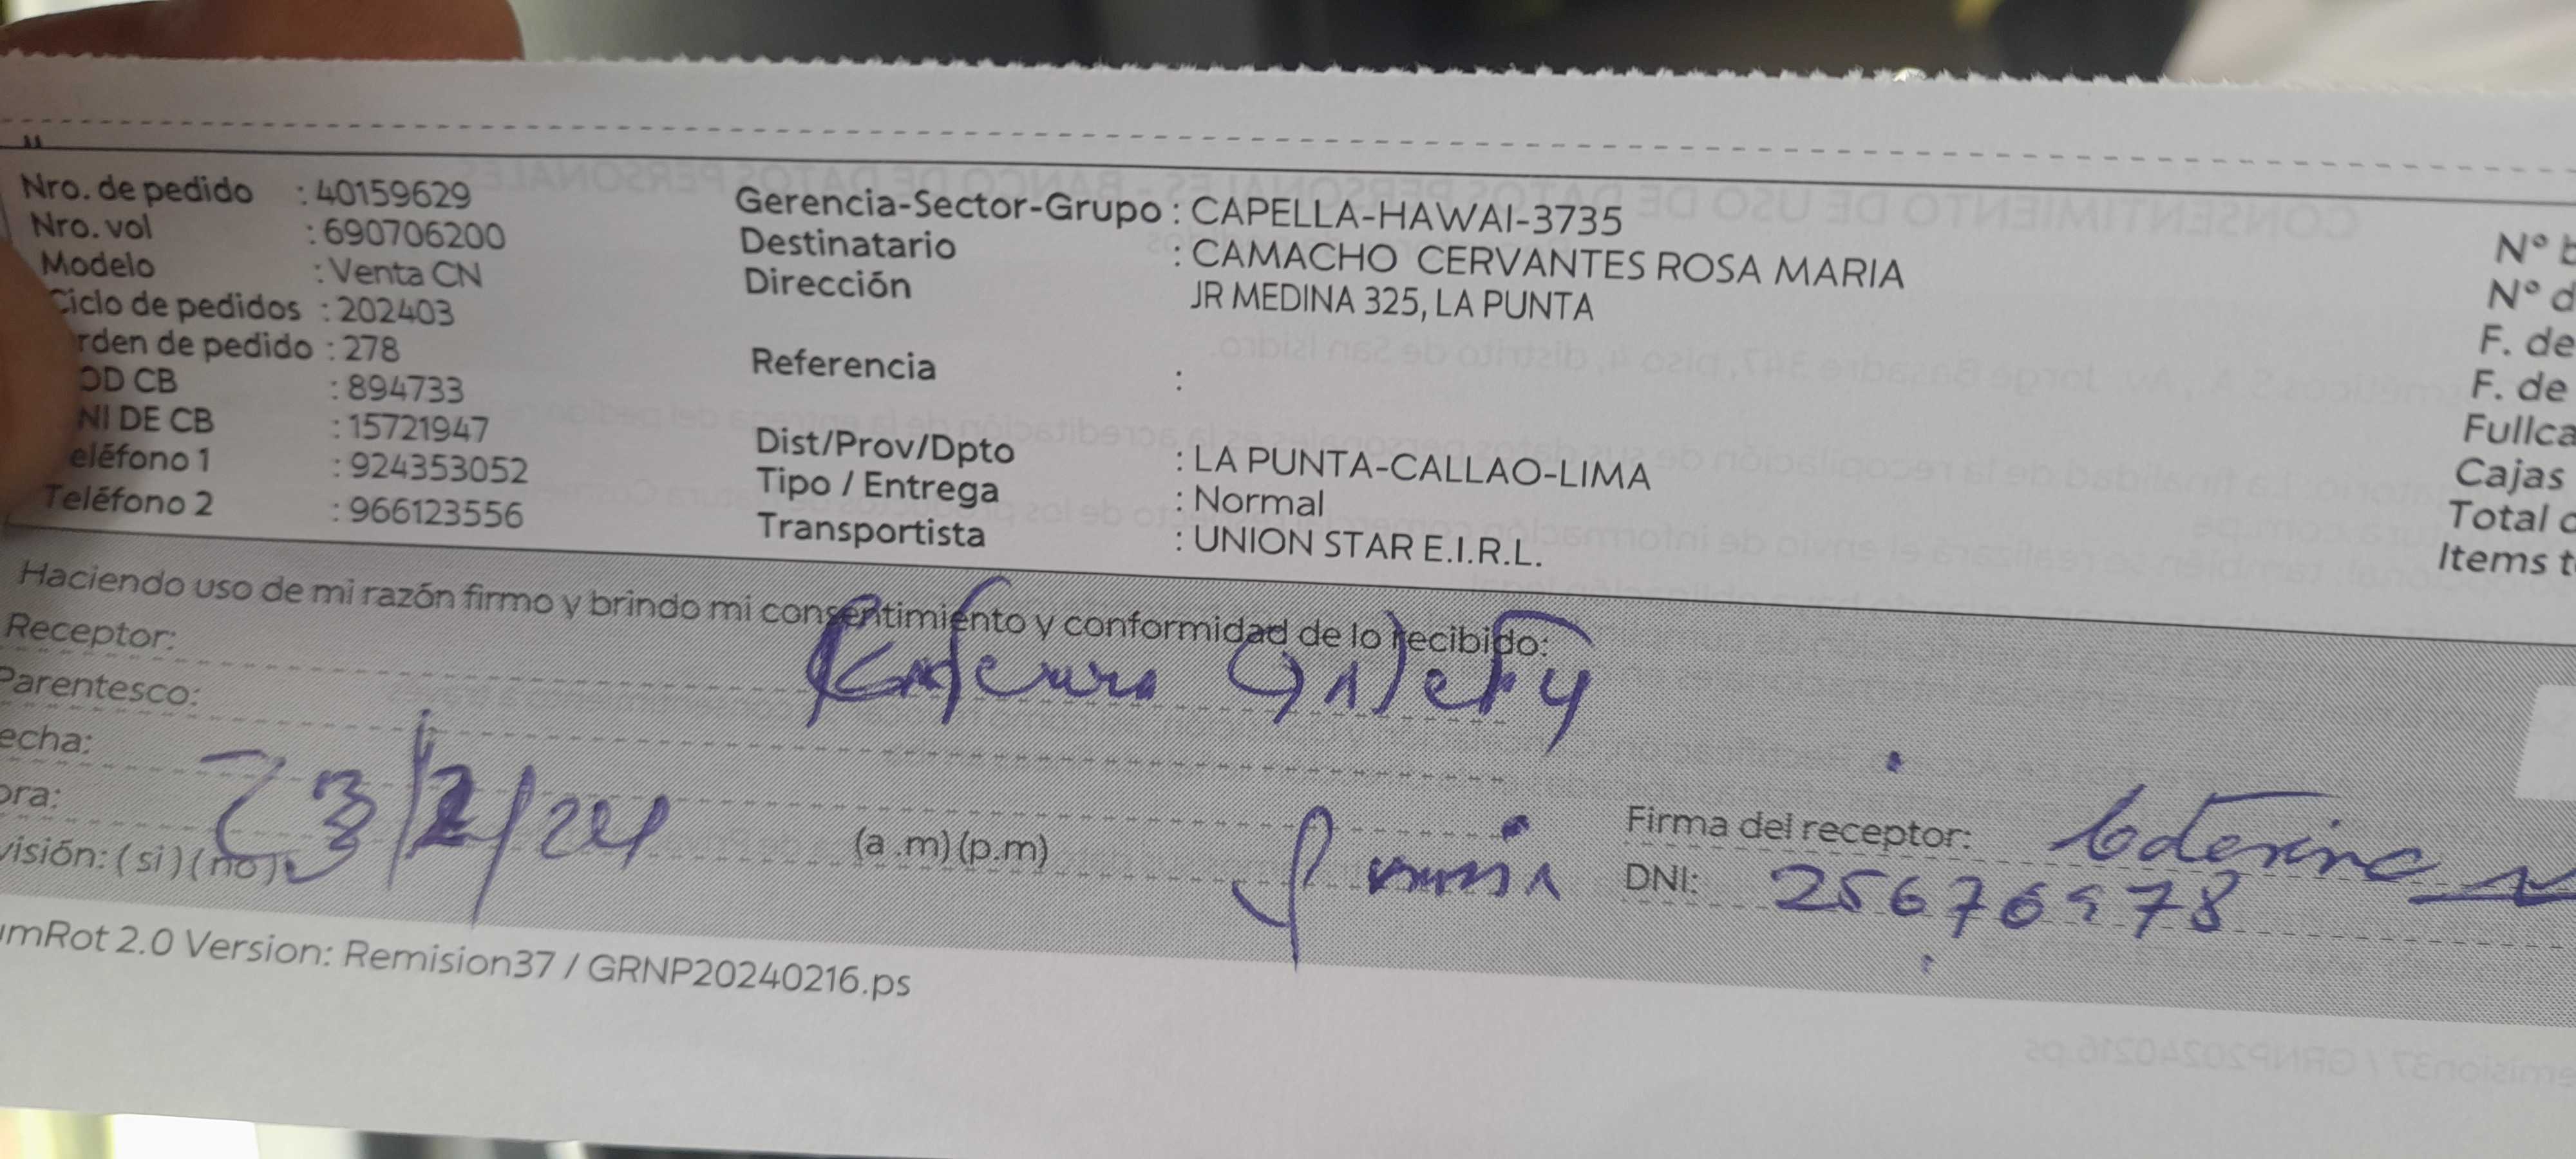 Nro. de pedido : 40159629
Nro. vol : 690706200
Modelo : Venta CN
Ciclo de pedidos : 202403
rden de pedido : 278
OD CB : 894733
NI DE CB : 15721947
eléfono 1 : 924353052
Teléfono 2 : 966123556
Gerencia-Sector-Grupo : CAPELLA-HAWAI-3735
Destinatario : CAMACHO CERVANTES ROSA MARIA
Dirección JR MEDINA 325, LA PUNTA
Referencia :
Dist/Prov/Dpto : LA PUNTA-CALLAO-LIMA
Tipo / Entrega : Normal
Transportista : UNION STAR E.I.R.L.
Nº b
Nº d
F. de
F. de
Fullca
Cajas
Total c
Items t
Haciendo uso de mi razón firmo y brindo mi consentimiento y conformidad de lo recibido:
Receptor:
Parentesco:
echa: 23/2/24
ora: (a .m) (p.m)
visión: ( si ) ( no )
Firma del receptor:
DNI: 25676978
umRot 2.0 Version: Remision37 / GRNP20240216.ps